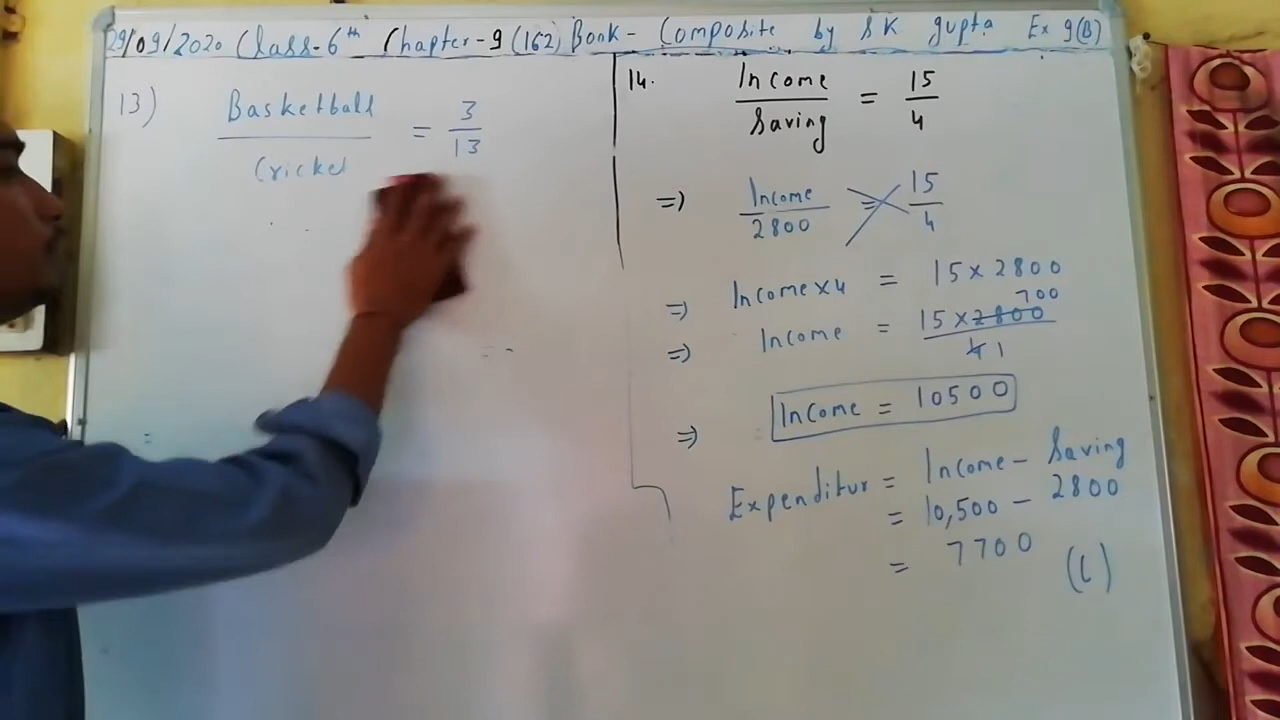 29/09/2020 Class-6th Chapter-9 (162) Book - Composite by S K gupta Ex 9(B)
13) Basketball / Cricket = 3/13
14. Income / Saving = 15/4
=) Income / 2800 = 15/4
=) Income x 4 = 15 x 2800
=) Income = 15 x 2800 / 4
700
1
=) Income = 10500
Expenditur = Income - Saving
= 10,500 - 2800
= 7700 (C)